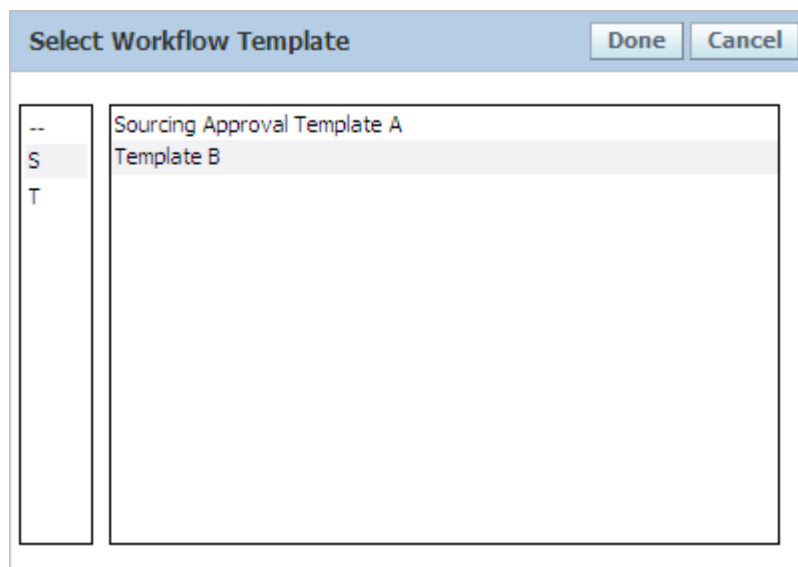 Select Workflow Template
Done
Cancel
--
S
T
Sourcing Approval Template A
Template B